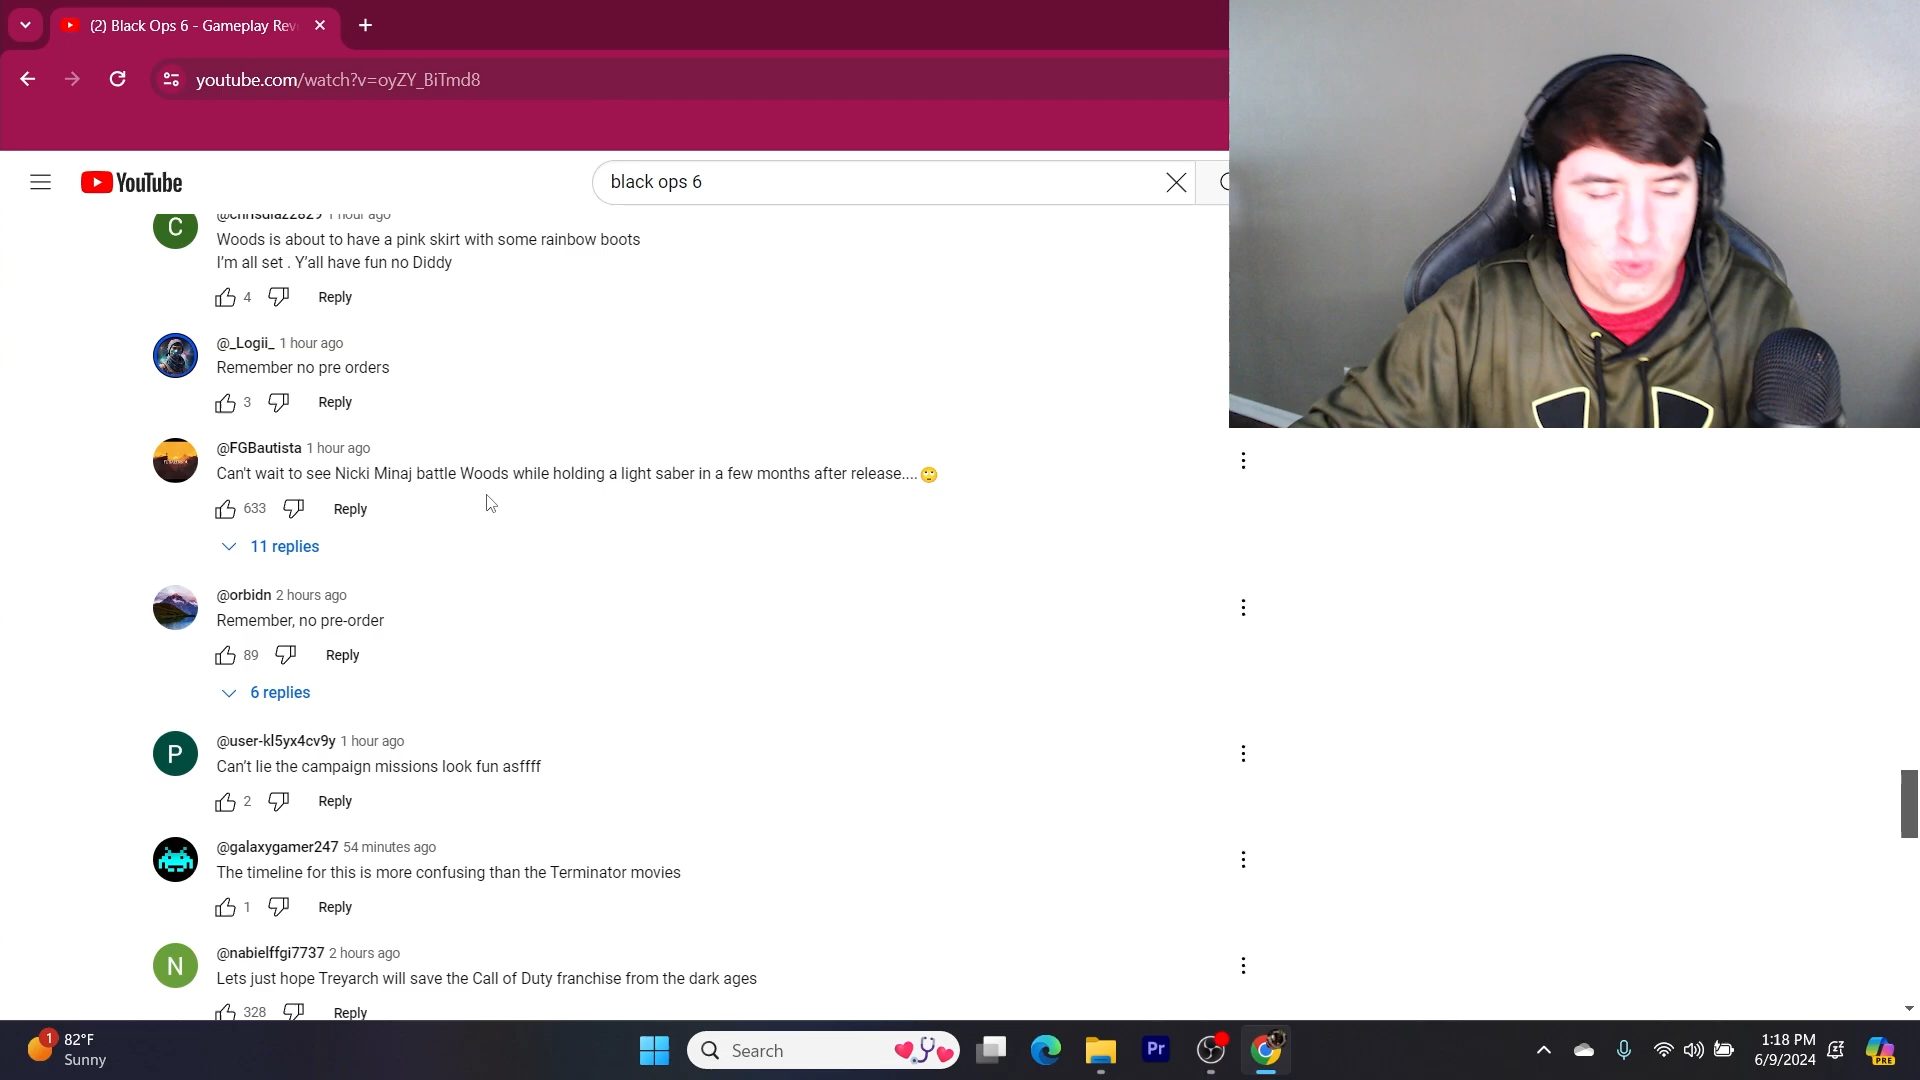 (2) Black Ops 6 - Gameplay Rev
youtube.com/watch?v=oyZY_BiTmd8
YouTube
black ops 6
@chrisdiaz2829 1 hour ago
C
Woods is about to have a pink skirt with some rainbow boots
I'm all set . Y'all have fun no Diddy
4 Reply
@_Logii_ 1 hour ago
Remember no pre orders
3 Reply
@FGBautista 1 hour ago
Can't wait to see Nicki Minaj battle Woods while holding a light saber in a few months after release....🙄
633 Reply
11 replies
@orbidn 2 hours ago
Remember, no pre-order
89 Reply
6 replies
P
@user-kl5yx4cv9y 1 hour ago
Can't lie the campaign missions look fun asffff
2 Reply
@galaxygamer247 54 minutes ago
The timeline for this is more confusing than the Terminator movies
1 Reply
N
@nabielffgi7737 2 hours ago
Lets just hope Treyarch will save the Call of Duty franchise from the dark ages
328 Reply
1
82°F
Sunny
Search
Pr
1:18 PM
6/9/2024
PRE